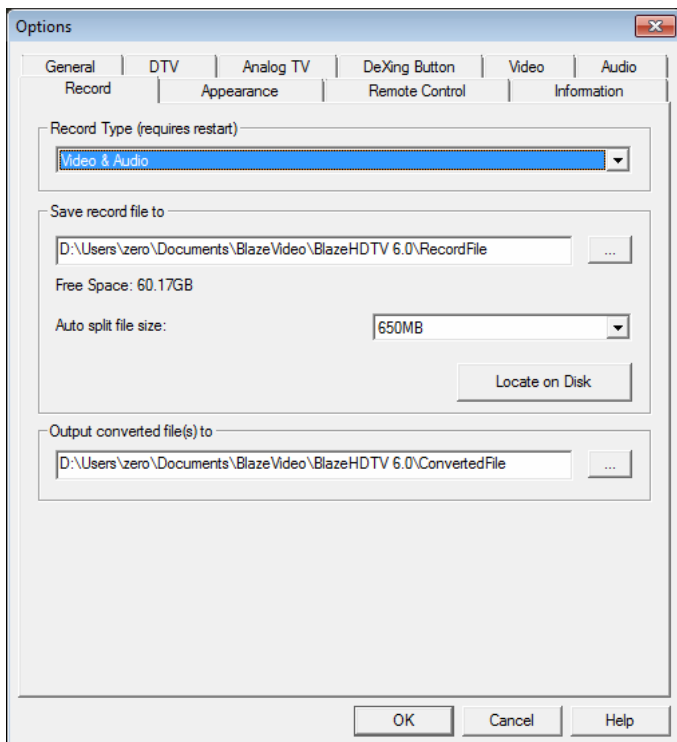 Options
General DTV Analog TV DeXing Button Video Audio
Record Appearance Remote Control Information
Record Type (requires restart)
Video & Audio
Save record file to
D:\Users\zero\Documents\BlazeVideo\BlazeHDTV 6.0\RecordFile ...
Free Space: 60.17GB
Auto split file size: 650MB
Locate on Disk
Output converted file(s) to
D:\Users\zero\Documents\BlazeVideo\BlazeHDTV 6.0\ConvertedFile ...
OK Cancel Help